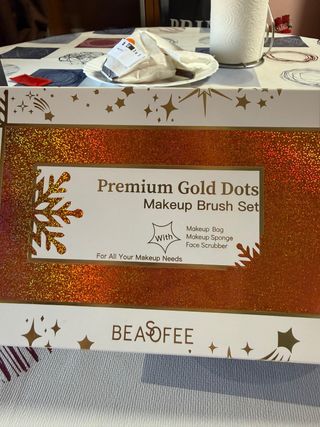 Premium Gold Dots
Makeup Brush Set
With
Makeup Bag
Makeup Sponge
Face Scrubber
For All Your Makeup Needs
BEASOFEE